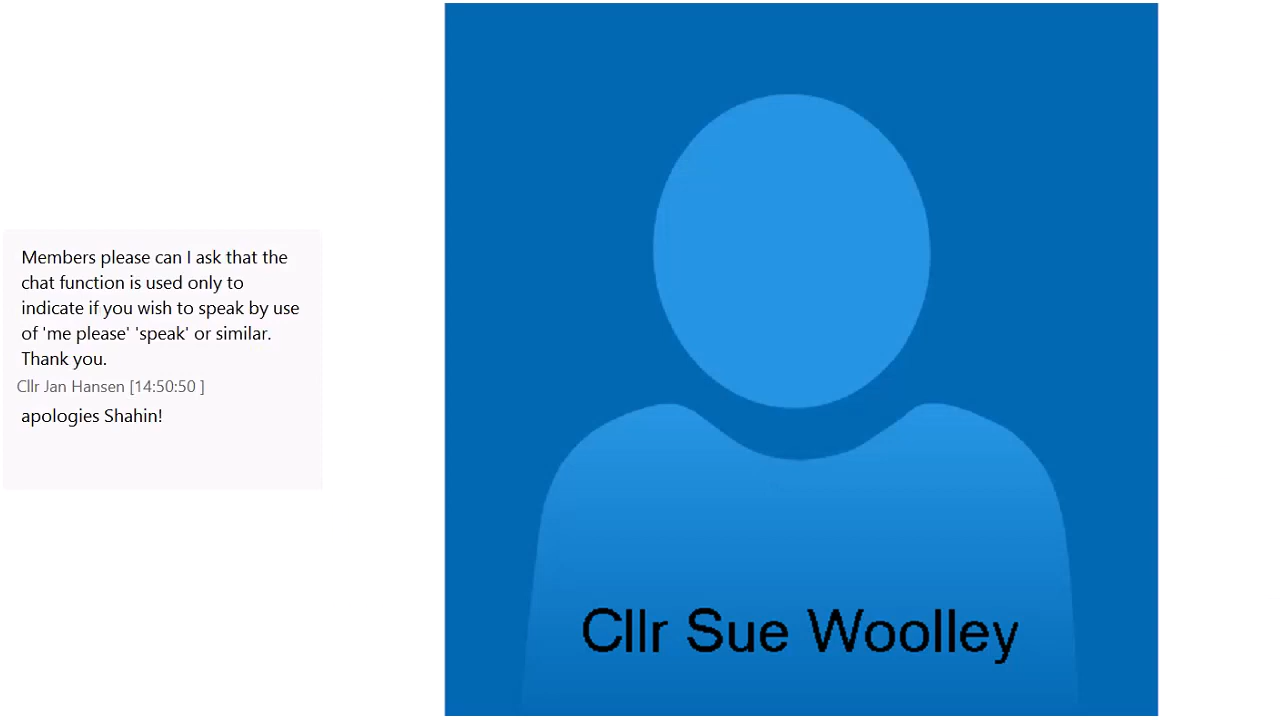 Members please can I ask that the
chat function is used only to
indicate if you wish to speak by use
of 'me please' 'speak' or similar.
Thank you.
Cllr Jan Hansen [14:50:50 ]
apologies Shahin!
Cllr Sue Woolley